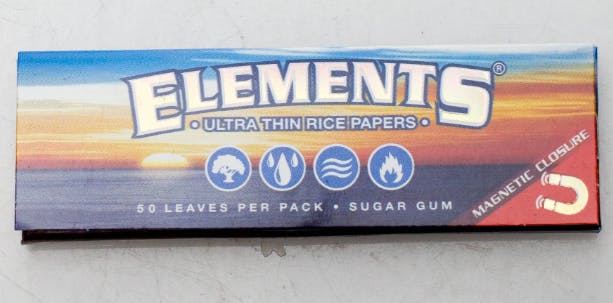 ELEMENTS®
• ULTRA THIN RICE PAPERS •
50 LEAVES PER PACK • SUGAR GUM
MAGNETIC CLOSURE